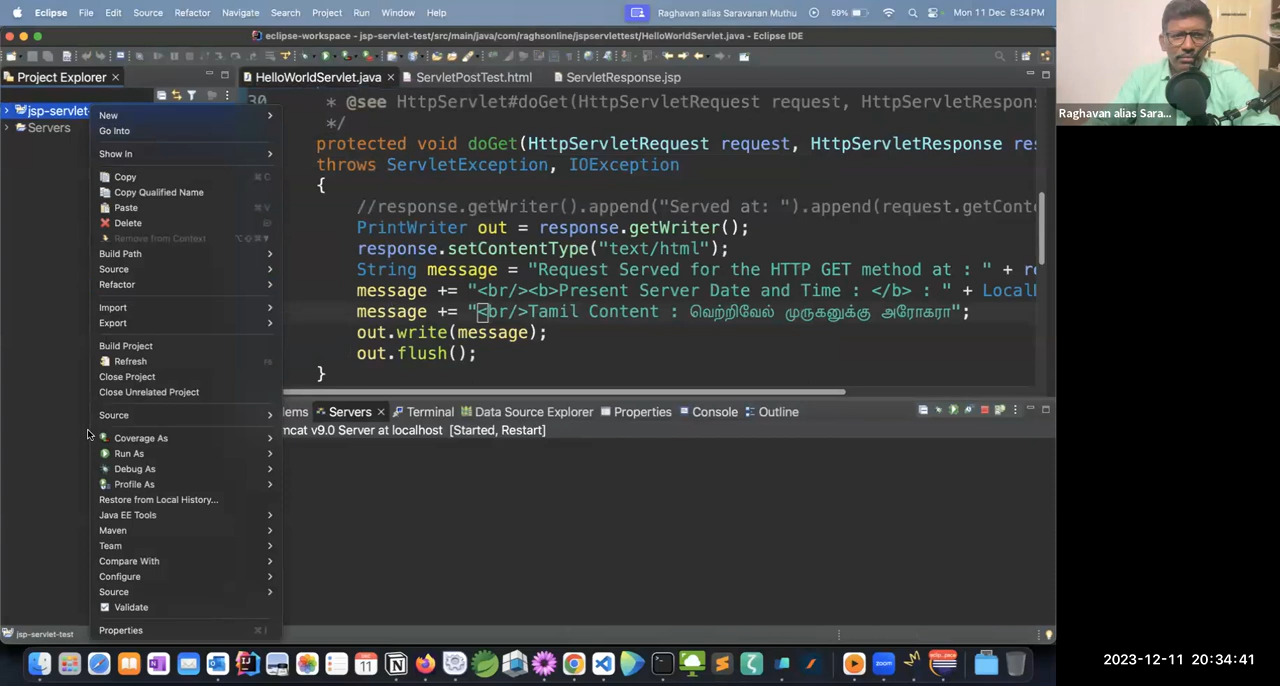 Eclipse File Edit Source Refactor Navigate Search Project Run Window Help
Raghavan alias Saravanan Muthu 59% Mon 11 Dec 8:34 PM
eclipse-workspace - jsp-servlet-test/src/main/java/com/raghsonline/jspservlettest/HelloWorldServlet.java - Eclipse IDE
Project Explorer
HelloWorldServlet.java ServletPostTest.html ServletResponse.jsp
jsp-servlet-
Servers
New
Go Into
Show In
Copy ⌘ C
Copy Qualified Name
Paste ⌘ V
Delete
Remove from Context
Build Path
Source
Refactor
Import
Export
Build Project
Refresh
Close Project
Close Unrelated Project
Source
Coverage As
Run As
Debug As
Profile As
Restore from Local History...
Java EE Tools
Maven
Team
Compare With
Configure
Source
Validate
Properties ⌘ I
30
* @see HttpServlet#doGet(HttpServletRequest request, HttpServletRespon
*/
protected void doGet(HttpServletRequest request, HttpServletResponse res
throws ServletException, IOException
{
//response.getWriter().append("Served at: ").append(request.getConte
PrintWriter out = response.getWriter();
response.setContentType("text/html");
String message = "Request Served for the HTTP GET method at : " + re
message += "<br/><b>Present Server Date and Time : </b> : " + Local
message += "<br/>Tamil Content : வெற்றிவேல் முருகனுக்கு அரோகரா";
out.write(message);
out.flush();
}
lems Servers Terminal Data Source Explorer Properties Console Outline
mcat v9.0 Server at localhost [Started, Restart]
jsp-servlet-test
Raghavan alias Sara...
2023-12-11 20:34:41